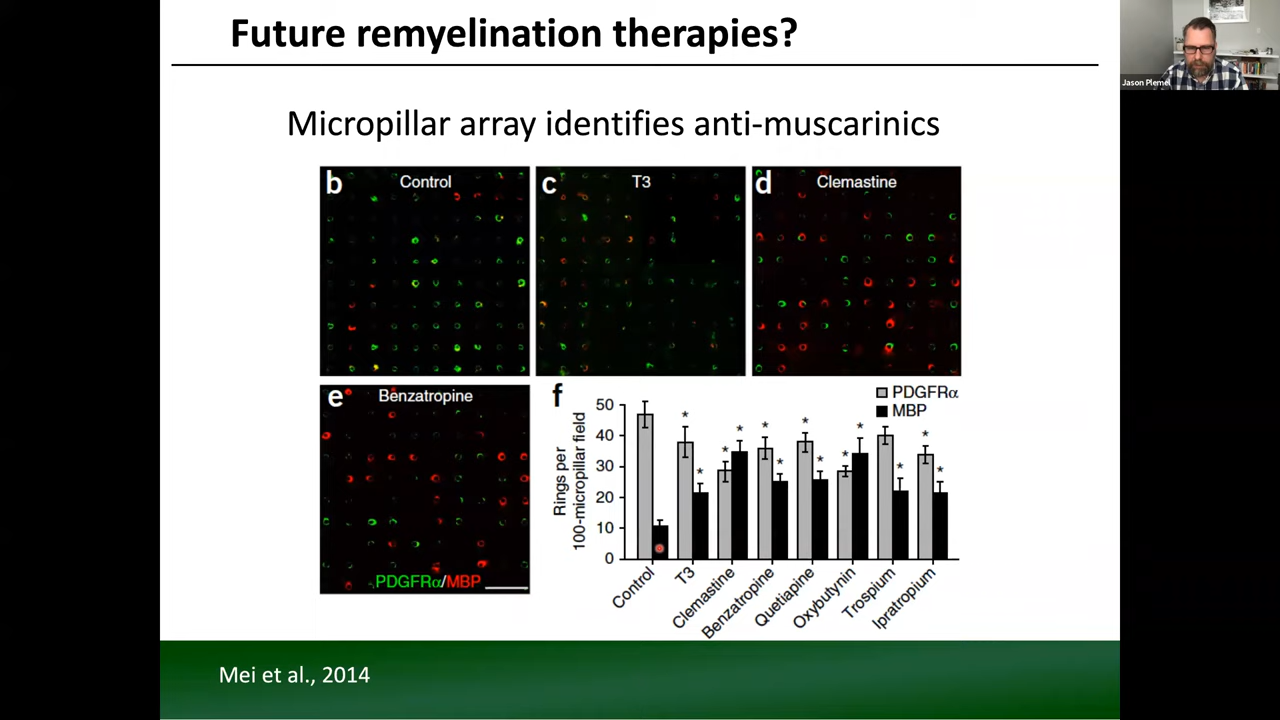 Future remyelination therapies?
Jason Plemel
Micropillar array identifies anti-muscarinics
b Control
c T3
d Clemastine
e Benzatropine
PDGFRα/MBP
f
PDGFRα
MBP
Rings per
100-micropillar field
50
40
30
20
10
0
* * * * * * * * * * * * *
Control
T3
Clemastine
Benzatropine
Quetiapine
Oxybutynin
Trospium
Ipratropium
Mei et al., 2014